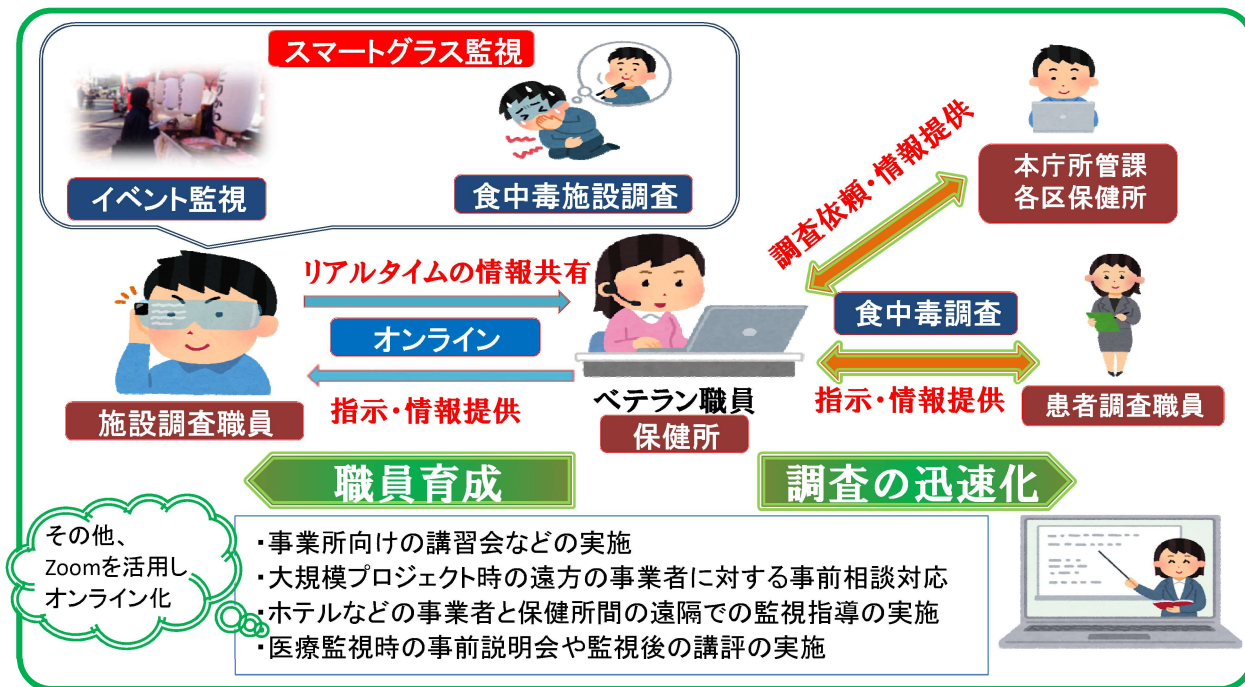 スマートグラス監視
イベント監視
食中毒施設調査
調査依頼・情報提供
本庁所管課
各区保健所
リアルタイムの情報共有
オンライン
指示・情報提供
施設調査職員
ベテラン職員
保健所
食中毒調査
指示・情報提供
患者調査職員
職員育成
調査の迅速化
その他、
Zoomを活用し
オンライン化
・事業所向けの講習会などの実施
・大規模プロジェクト時の遠方の事業者に対する事前相談対応
・ホテルなどの事業者と保健所間の遠隔での監視指導の実施
・医療監視時の事前説明会や監視後の講評の実施